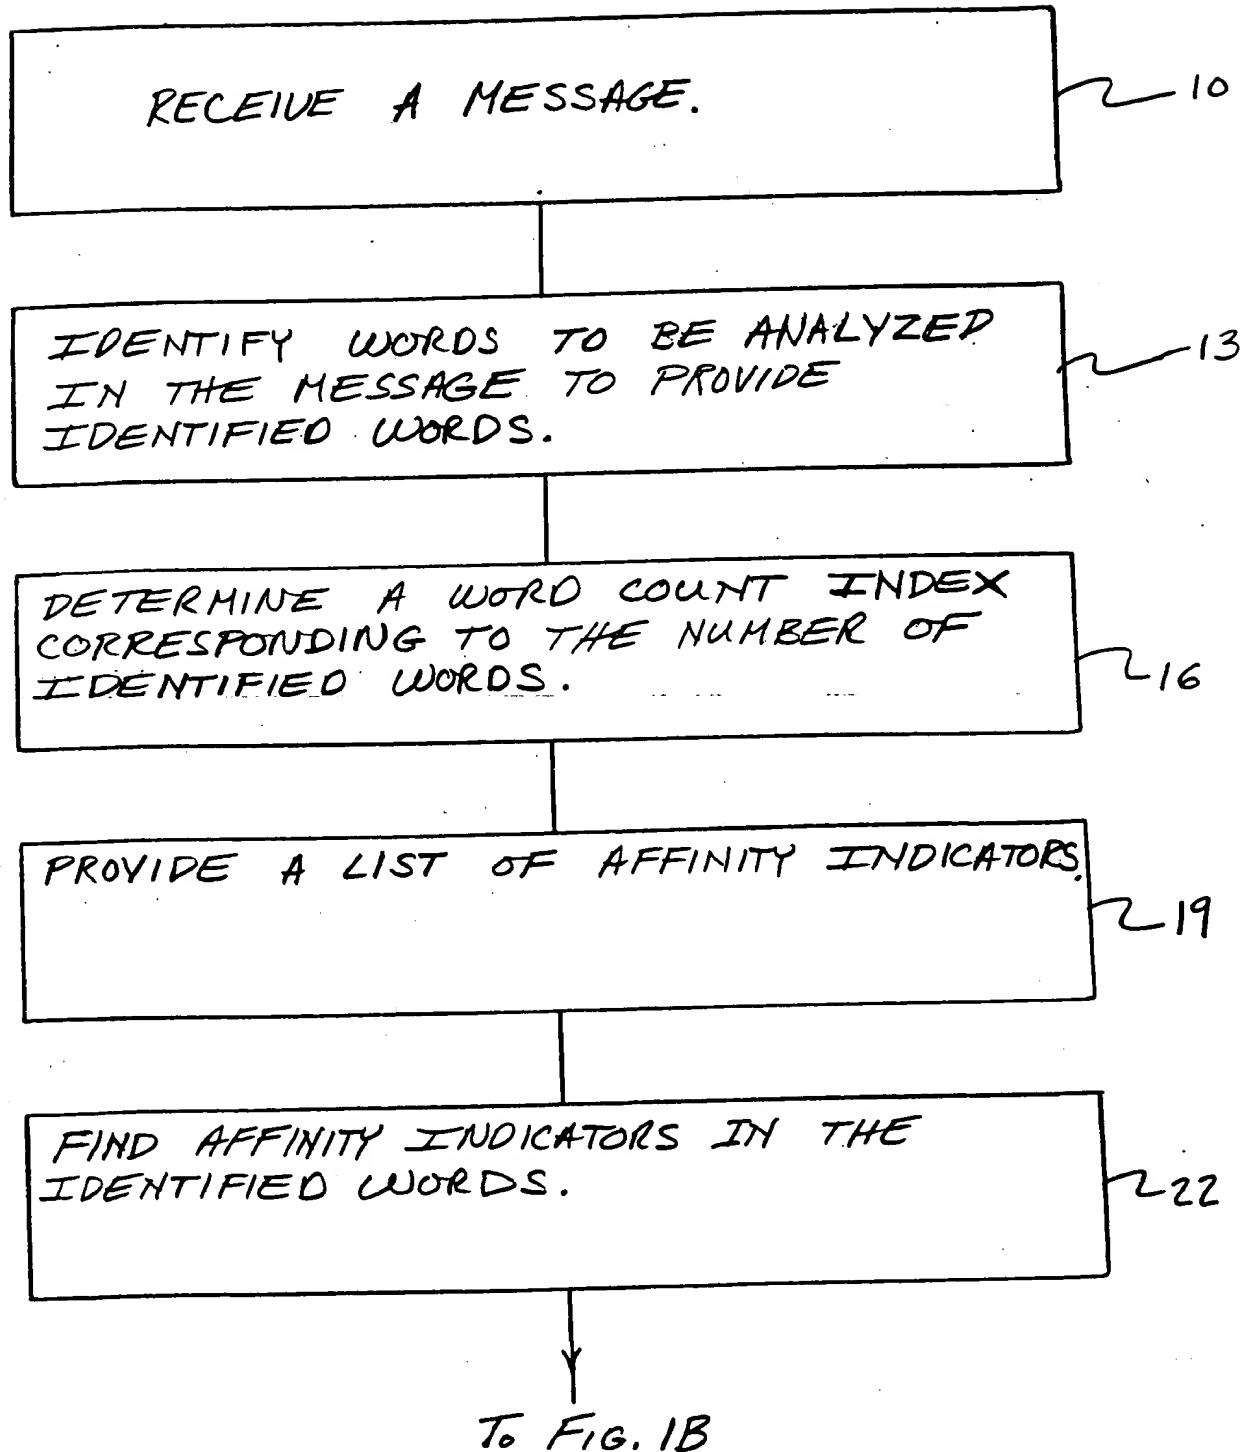 RECEIVE A MESSAGE.
10
IDENTIFY WORDS TO BE ANALYZED
IN THE MESSAGE TO PROVIDE
IDENTIFIED WORDS.
13
DETERMINE A WORD COUNT INDEX
CORRESPONDING TO THE NUMBER OF
IDENTIFIED WORDS.
16
PROVIDE A LIST OF AFFINITY INDICATORS.
19
FIND AFFINITY INDICATORS IN THE
IDENTIFIED WORDS.
22
To FIG. 1B